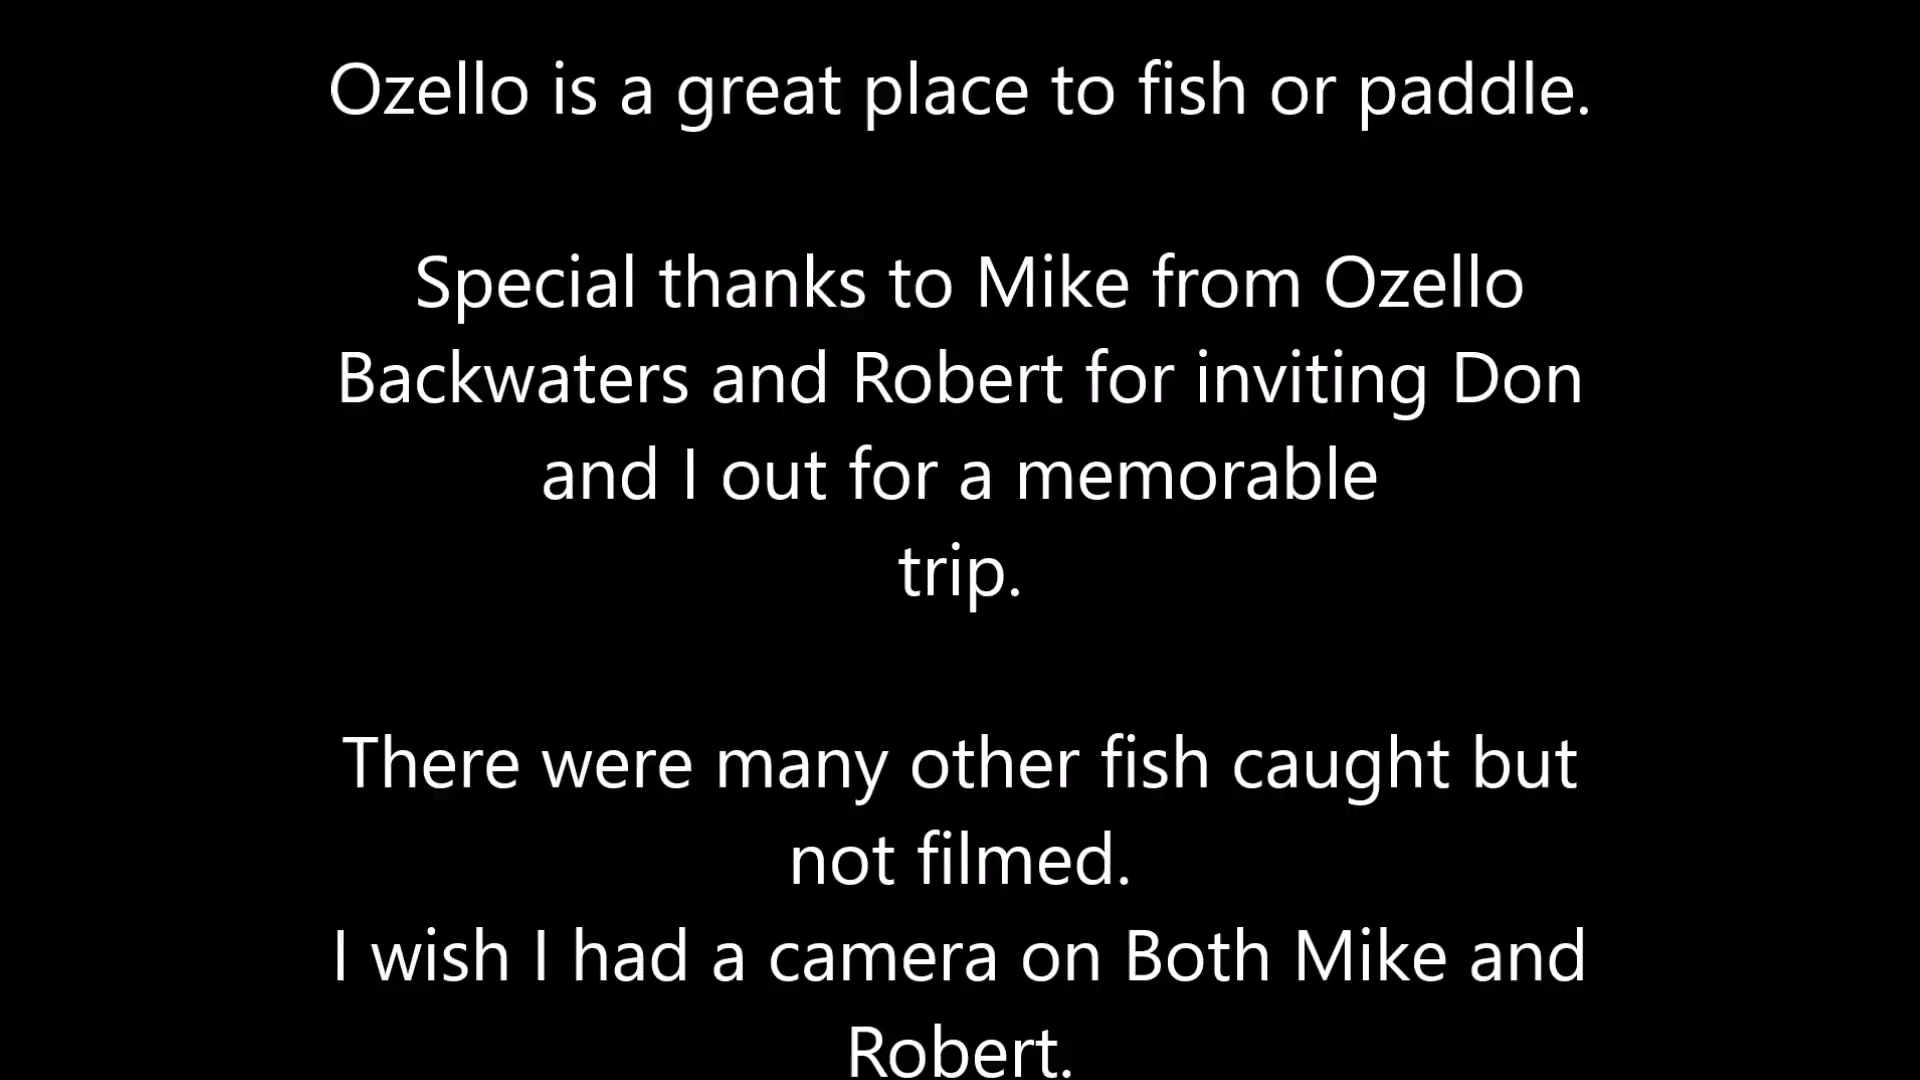 Ozello is a great place to fish or paddle.
Special thanks to Mike from Ozello
Backwaters and Robert for inviting Don
and I out for a memorable
trip.
There were many other fish caught but
not filmed.
I wish I had a camera on Both Mike and
Robert.